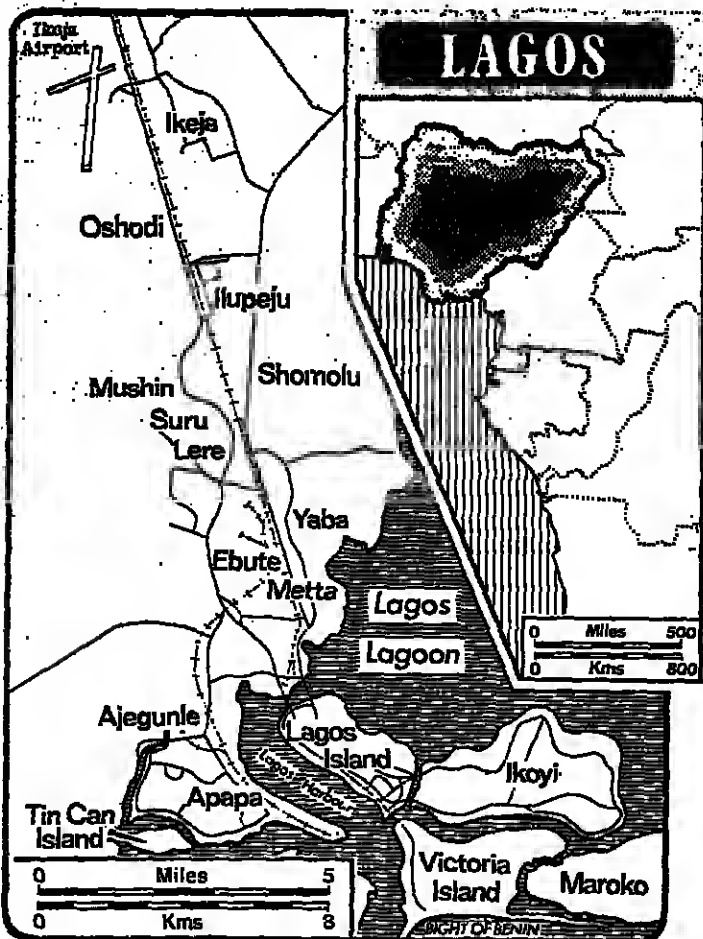 LAGOS
Ikeja
Airport
Ikeja
Oshodi
Ilupeju
Mushin
Shomolu
Suru
Lere
Yaba
Ebute
Metta
Lagos
Lagoon
0 Miles 500
0 Kms 800
Ajegunle
Lagos
Island
Lagos Harbour
Ikoyi
Apapa
Tin Can
Island
Victoria
Island
Maroko
0 Miles 5
0 Kms 8
BIGHT OF BENIN